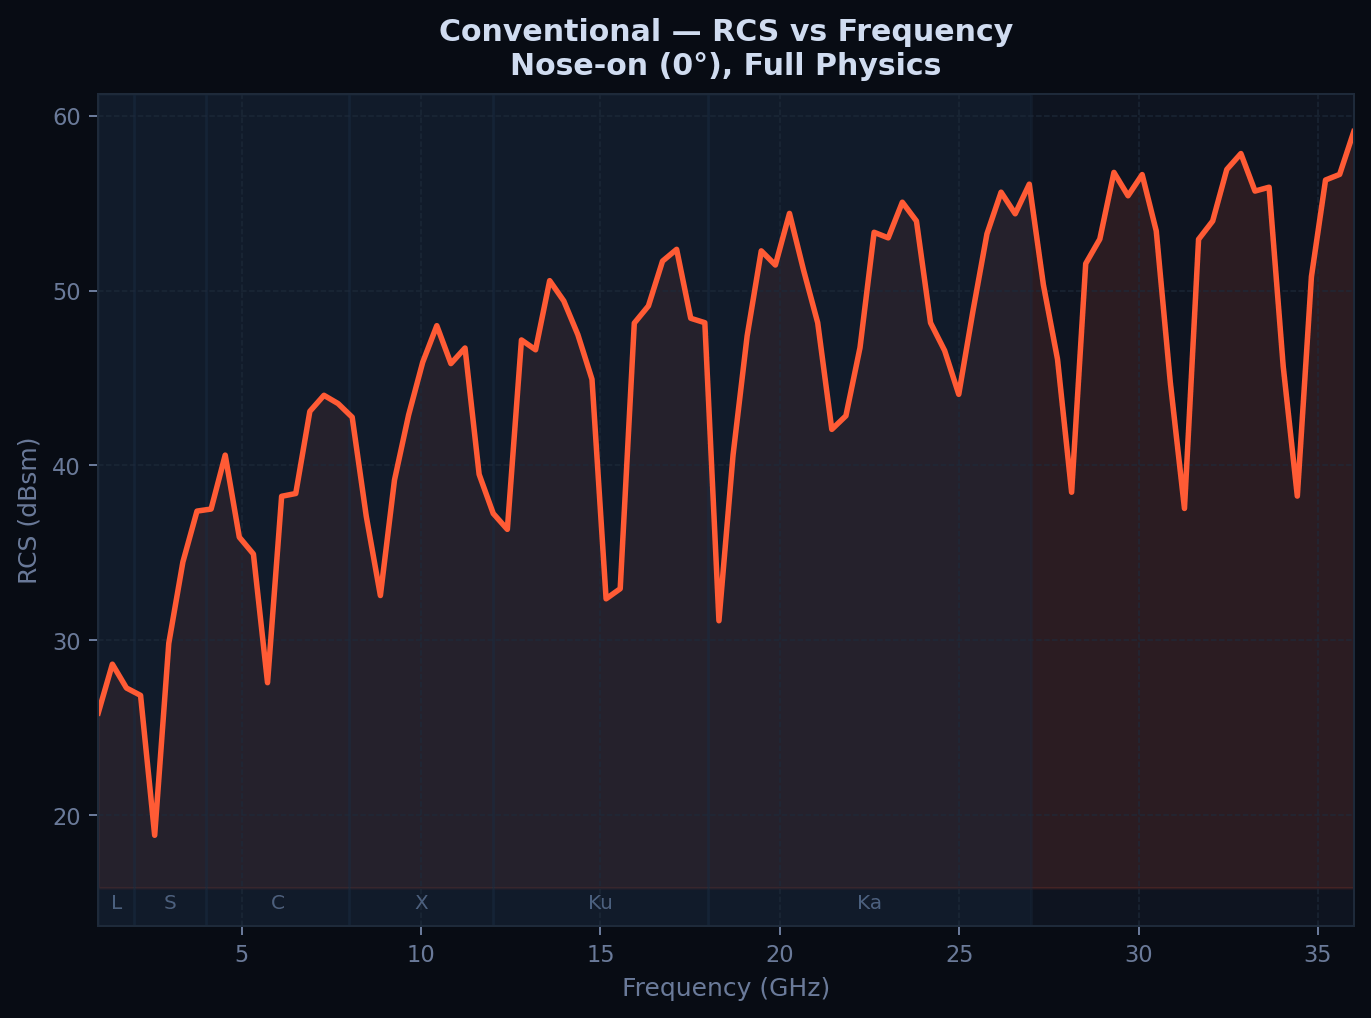 Conventional — RCS vs Frequency
Nose-on (0°), Full Physics
60
50
40
30
20
RCS (dBsm)
L S C X Ku Ka
5 10 15 20 25 30 35
Frequency (GHz)